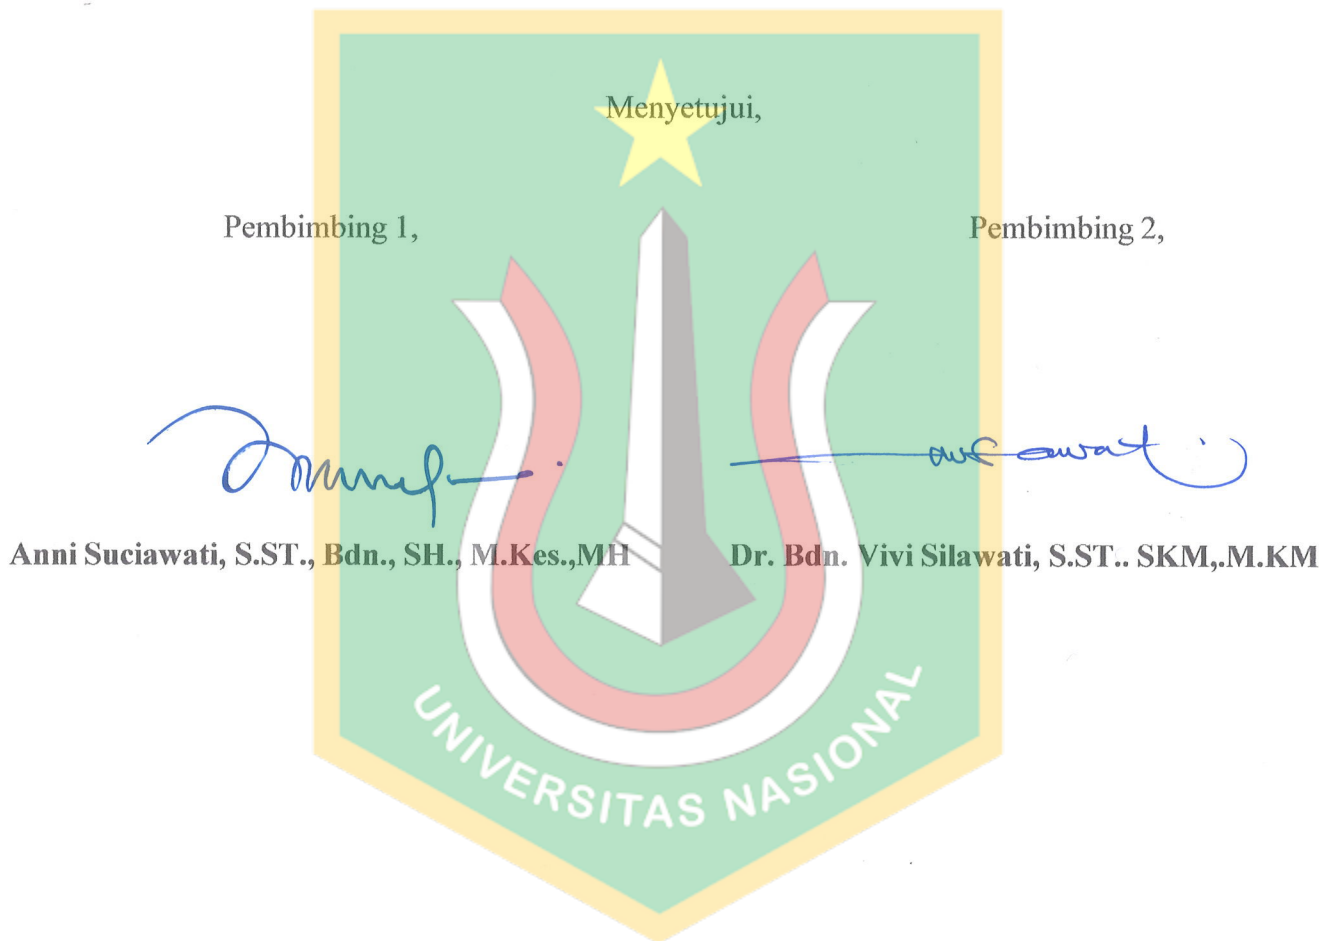 Menyetujui,
Pembimbing 1, Pembimbing 2,
Anni Suciawati, S.ST., Bdn., SH., M.Kes.,MH Dr. Bdn. Vivi Silawati, S.ST.. SKM,.M.KM
UNIVERSITAS NASIONAL